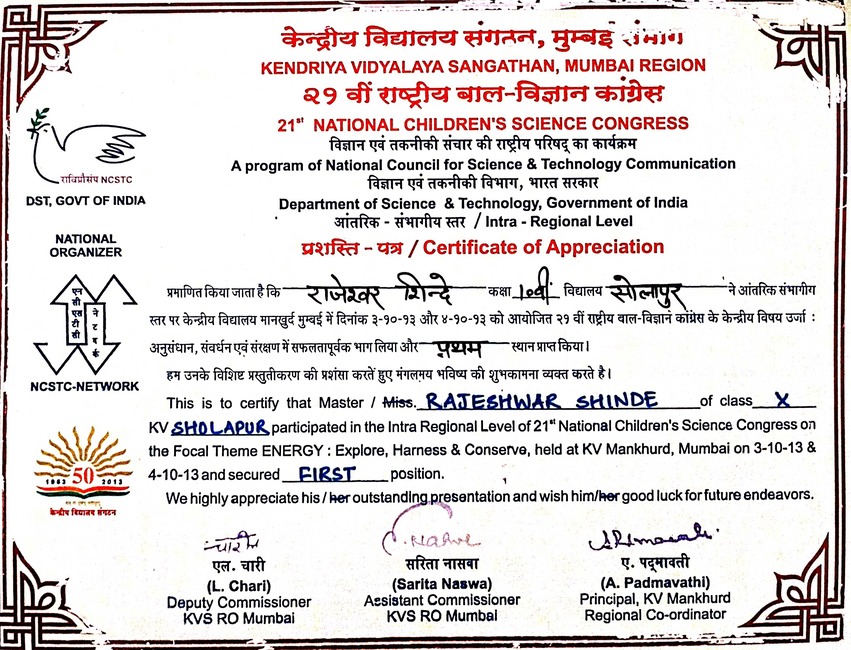 केन्द्रीय विद्यालय संगठन, मुम्बई संभाग
KENDRIYA VIDYALAYA SANGATHAN, MUMBAI REGION
२१ वीं राष्ट्रीय बाल-विज्ञान कांग्रेस
21st NATIONAL CHILDREN'S SCIENCE CONGRESS
विज्ञान एवं तकनीकी संचार की राष्ट्रीय परिषद् का कार्यक्रम
A program of National Council for Science & Technology Communication
विज्ञान एवं तकनीकी विभाग, भारत सरकार
Department of Science & Technology, Government of India
आंतरिक - संभागीय स्तर / Intra - Regional Level
प्रशस्ति - पत्र / Certificate of Appreciation
राविप्रौसंप NCSTC
DST, GOVT OF INDIA
NATIONAL
ORGANIZER
एनसीएसटीसी
नेटवर्क
NCSTC-NETWORK
50
1963 2013
केन्द्रीय विद्यालय संगठन
प्रमाणित किया जाता है कि राजेश्वर शिन्दे कक्षा 10वीं विद्यालय सोलापुर ने आंतरिक संभागीय
स्तर पर केन्द्रीय विद्यालय मानखुर्द मुम्बई में दिनांक ३-१०-१३ और ४-१०-१३ को आयोजित २१ वीं राष्ट्रीय बाल-विज्ञान कांग्रेस के केन्द्रीय विषय उर्जा :
अनुसंधान, संवर्धन एवं संरक्षण में सफलतापूर्वक भाग लिया और प्रथम स्थान प्राप्त किया।
हम उनके विशिष्ट प्रस्तुतीकरण की प्रशंसा करतें हुए मंगलमय भविष्य की शुभकामना व्यक्त करते है।
This is to certify that Master / Miss. RAJESHWAR SHINDE of class X
KV SHOLAPUR participated in the Intra Regional Level of 21st National Children's Science Congress on
the Focal Theme ENERGY : Explore, Harness & Conserve, held at KV Mankhurd, Mumbai on 3-10-13 &
4-10-13 and secured FIRST position.
We highly appreciate his / her outstanding presentation and wish him/her good luck for future endeavors.
एल. चारी
(L. Chari)
Deputy Commissioner
KVS RO Mumbai
सरिता नासवा
(Sarita Naswa)
Assistant Commissioner
KVS RO Mumbai
ए. पद्मावती
(A. Padmavathi)
Principal, KV Mankhurd
Regional Co-ordinator